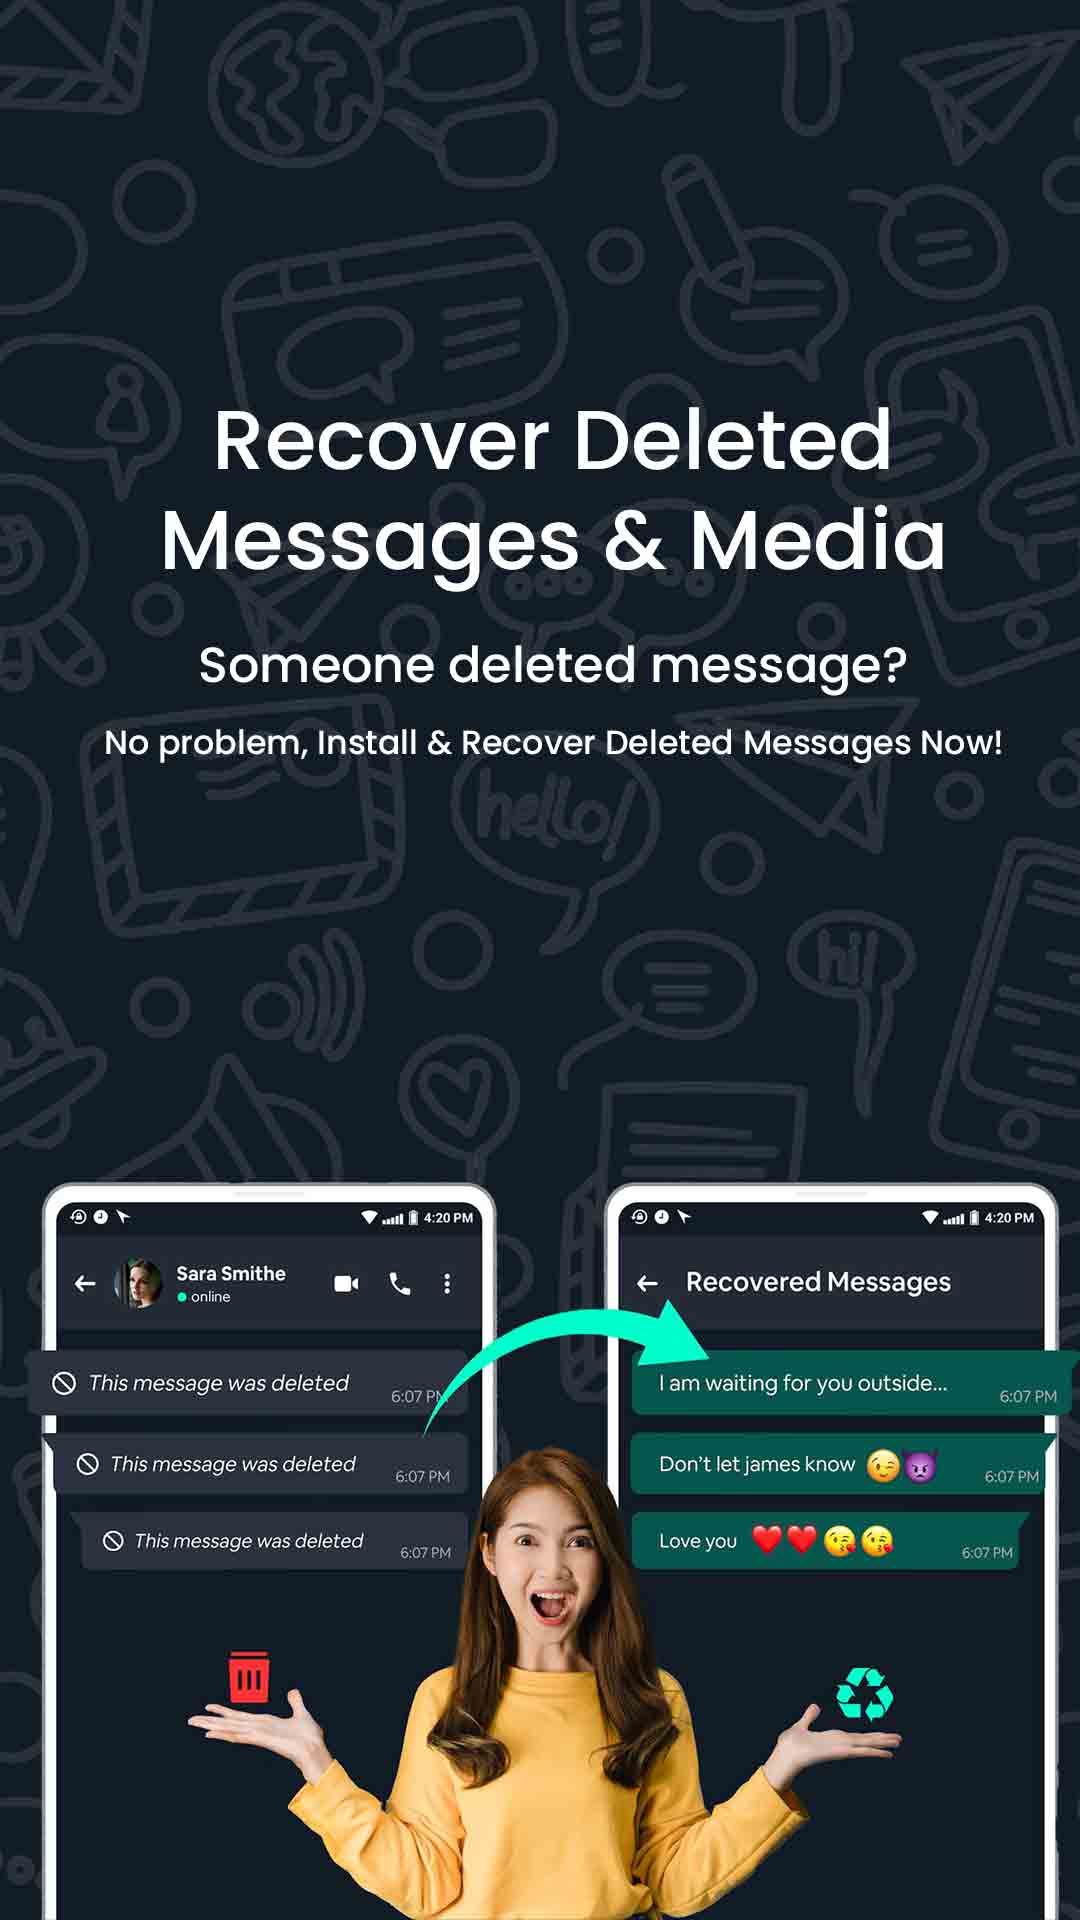 Recover Deleted
Messages & Media
Someone deleted message?
No problem, Install & Recover Deleted Messages Now!
hello!
hi!
4:20 PM
Sara Smithe
online
This message was deleted
6:07 PM
This message was deleted
6:07 PM
This message was deleted
6:07 PM
4:20 PM
Recovered Messages
I am waiting for you outside...
6:07 PM
Don't let james know 😉😈
6:07 PM
Love you ❤️❤️😘😘
6:07 PM